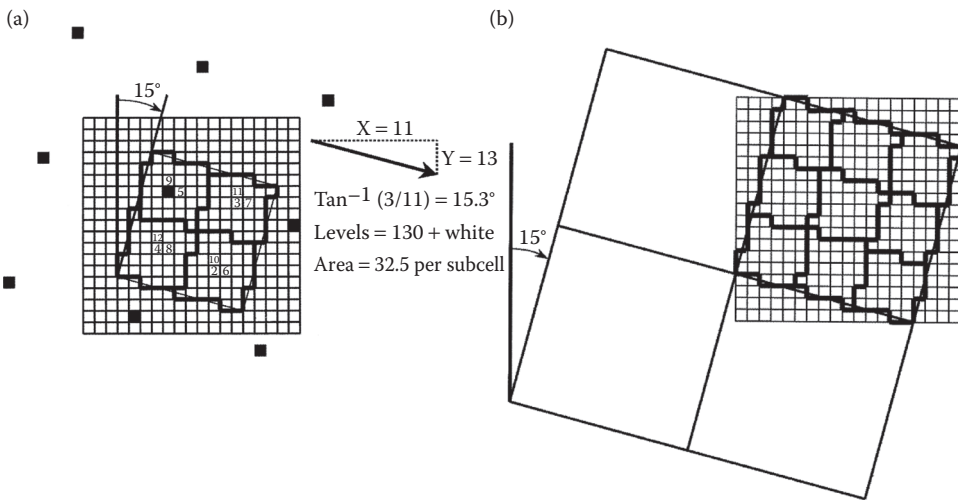 (a)
(b)
15°
X = 11
Y = 13
Tan⁻¹ (3/11) = 15.3°
Levels = 130 + white
Area = 32.5 per subcell
9
5
11
3 7
12
4 8
10
2 6
15°